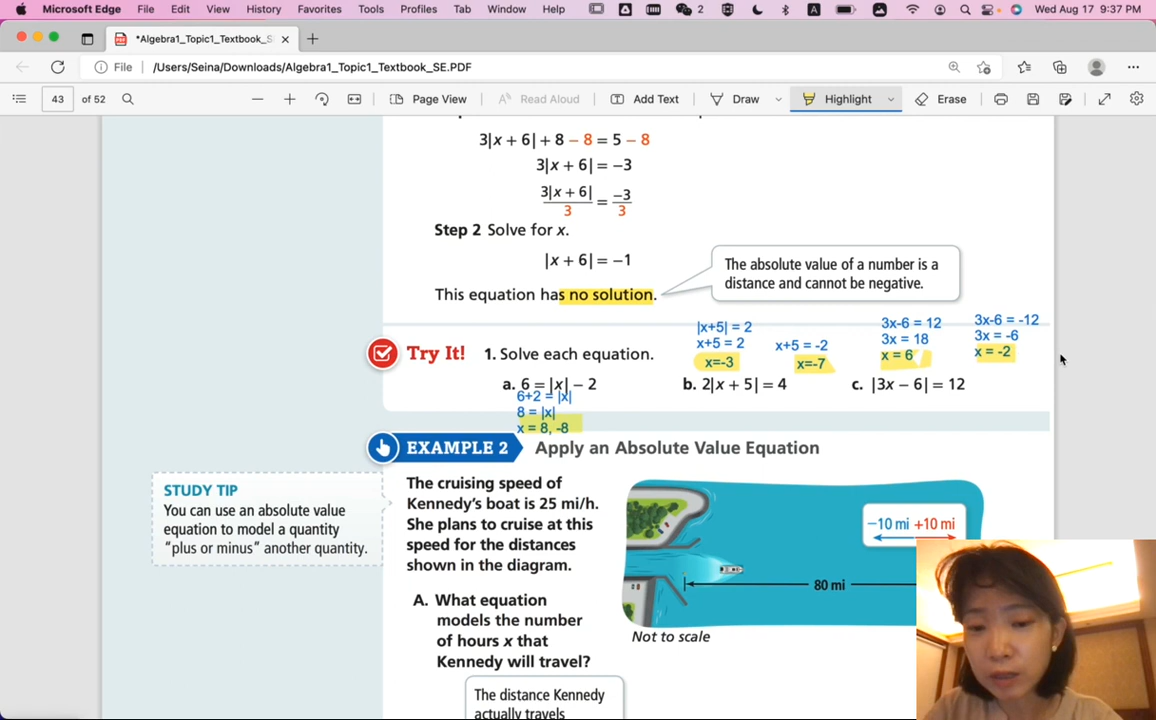 Microsoft Edge File Edit View History Favorites Tools Profiles Tab Window Help 2 A Wed Aug 17 9:37 PM
*Algebra1_Topic1_Textbook_S
File /Users/Seina/Downloads/Algebra1_Topic1_Textbook_SE.PDF
43 of 52 Page View Read Aloud Add Text Draw Highlight Erase
3|x + 6| + 8 − 8 = 5 − 8
3|x + 6| = −3
3|x + 6| = −3
3 3
Step 2 Solve for x.
|x + 6| = −1
This equation has no solution.
The absolute value of a number is a
distance and cannot be negative.
Try It! 1. Solve each equation.
a. 6 = |x| − 2
6+2 = |x|
8 = |x|
x = 8, -8
|x+5| = 2
x+5 = 2
x=-3
x+5 = -2
x=-7
b. 2|x + 5| = 4
3x-6 = 12
3x = 18
x = 6
3x-6 = -12
3x = -6
x = -2
c. |3x − 6| = 12
EXAMPLE 2 Apply an Absolute Value Equation
STUDY TIP
You can use an absolute value
equation to model a quantity
“plus or minus” another quantity.
The cruising speed of
Kennedy’s boat is 25 mi/h.
She plans to cruise at this
speed for the distances
shown in the diagram.
−10 mi +10 mi
80 mi
Not to scale
A. What equation
models the number
of hours x that
Kennedy will travel?
The distance Kennedy
actually travels